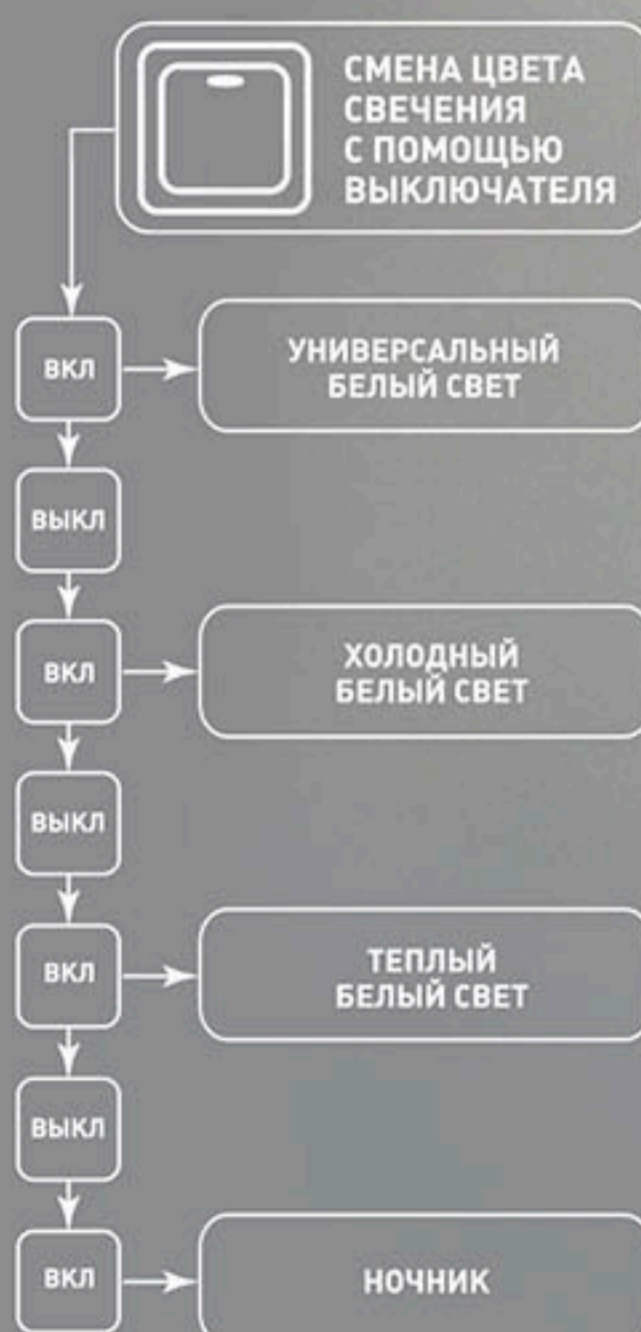 СМЕНА ЦВЕТА
СВЕЧЕНИЯ
С ПОМОЩЬЮ
ВЫКЛЮЧАТЕЛЯ
ВКЛ
УНИВЕРСАЛЬНЫЙ
БЕЛЫЙ СВЕТ
ВЫКЛ
ВКЛ
ХОЛОДНЫЙ
БЕЛЫЙ СВЕТ
ВЫКЛ
ВКЛ
ТЕПЛЫЙ
БЕЛЫЙ СВЕТ
ВЫКЛ
ВКЛ
НОЧНИК